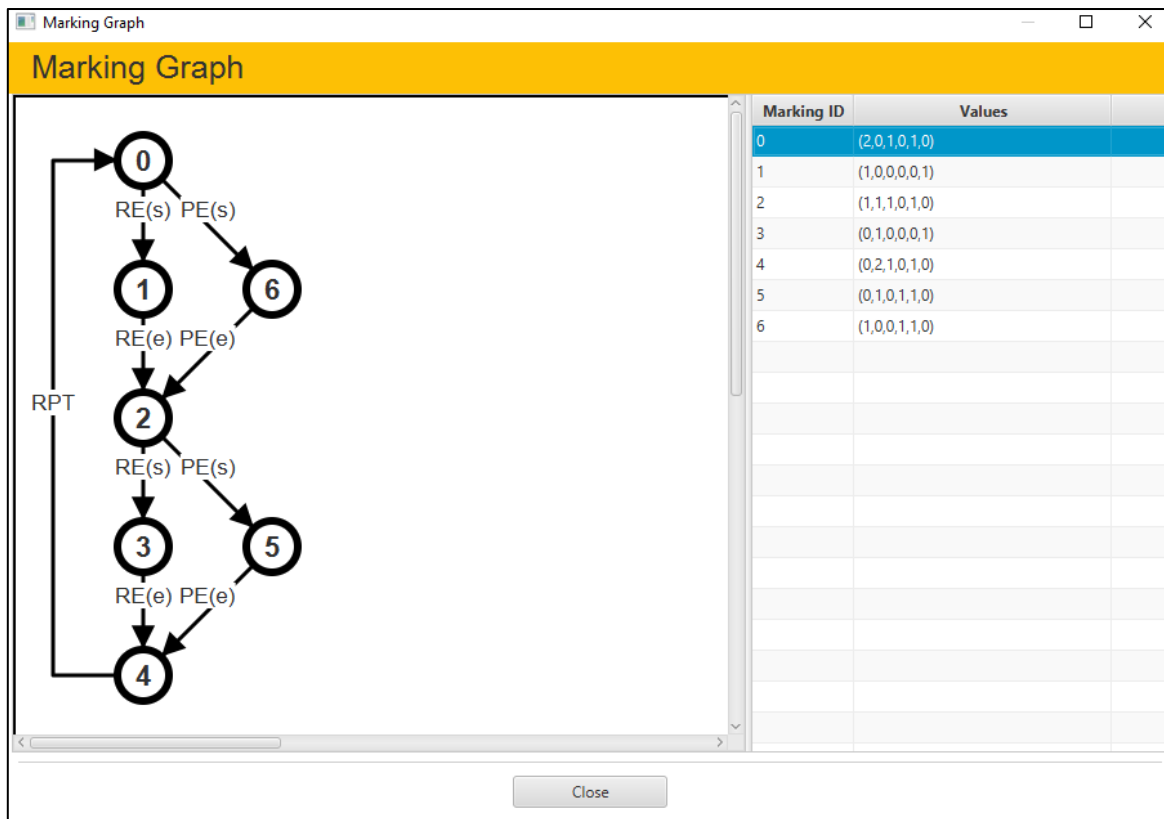 Marking Graph
Marking Graph
0
RE(s) PE(s)
1 6
RE(e) PE(e)
RPT
2
RE(s) PE(s)
3 5
RE(e) PE(e)
4
Marking ID Values
0 (2,0,1,0,1,0)
1 (1,0,0,0,0,1)
2 (1,1,1,0,1,0)
3 (0,1,0,0,0,1)
4 (0,2,1,0,1,0)
5 (0,1,0,1,1,0)
6 (1,0,0,1,1,0)
Close